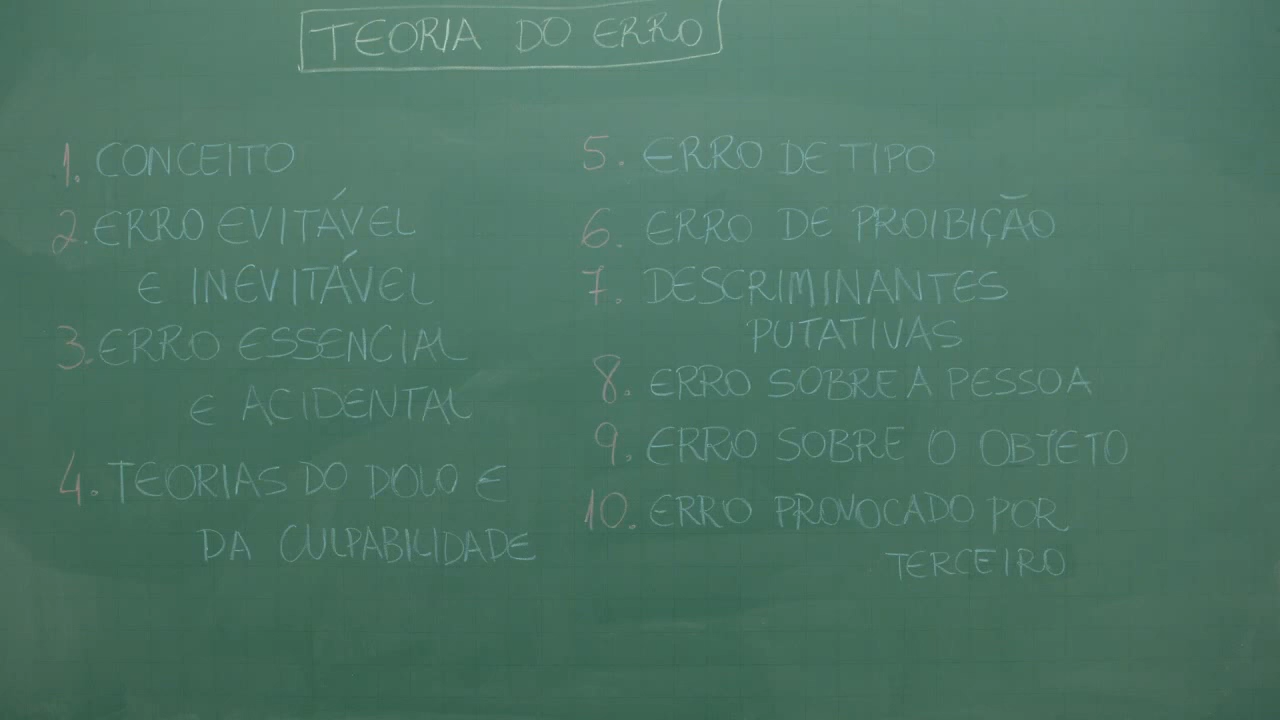 TEORIA DO ERRO
1. CONCEITO
2. ERRO EVITÁVEL
E INEVITÁVEL
3. ERRO ESSENCIAL
E ACIDENTAL
4. TEORIAS DO DOLO E
DA CULPABILIDADE
5. ERRO DE TIPO
6. ERRO DE PROIBIÇÃO
7. DESCRIMINANTES
PUTATIVAS
8. ERRO SOBRE A PESSOA
9. ERRO SOBRE O OBJETO
10. ERRO PROVOCADO POR
TERCEIRO